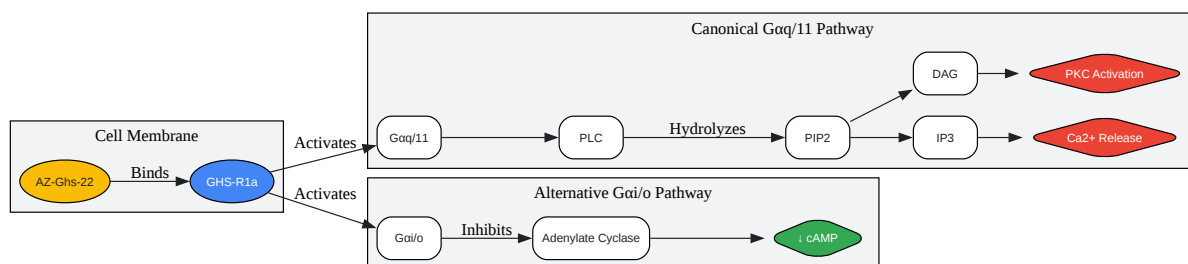 Cell Membrane
AZ-Ghs-22
Binds
GHS-R1a
Activates
Activates
Canonical Gαq/11 Pathway
Gαq/11
PLC
Hydrolyzes
PIP2
DAG
PKC Activation
IP3
Ca2+ Release
Alternative Gαi/o Pathway
Gαi/o
Inhibits
Adenylate Cyclase
↓ cAMP